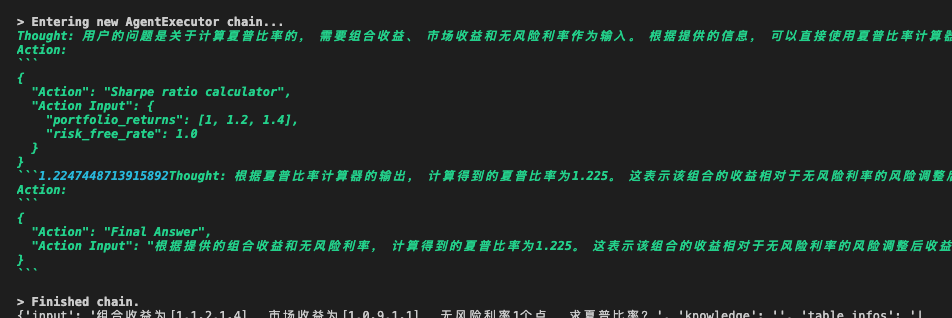 > Entering new AgentExecutor chain...
Thought: 用户的问题是关于计算夏普比率的， 需要组合收益、 市场收益和无风险利率作为输入。 根据提供的信息， 可以直接使用夏普比率计算器
Action:
```
{
  "Action": "Sharpe ratio calculator",
  "Action Input": {
    "portfolio_returns": [1, 1.2, 1.4],
    "risk_free_rate": 1.0
  }
}
```1.2247448713915892Thought: 根据夏普比率计算器的输出， 计算得到的夏普比率为1.225。 这表示该组合的收益相对于无风险利率的风险调整后
Action:
```
{
  "Action": "Final Answer",
  "Action Input": "根据提供的组合收益和无风险利率， 计算得到的夏普比率为1.225。 这表示该组合的收益相对于无风险利率的风险调整后收益
}
```
> Finished chain.
{'input': '组合收益为[1,1.2,1.4]， 市场收益为[1,0.9,1.1]， 无风险利率1个点， 求夏普比率？', 'knowledge': '', 'table_infos': '[